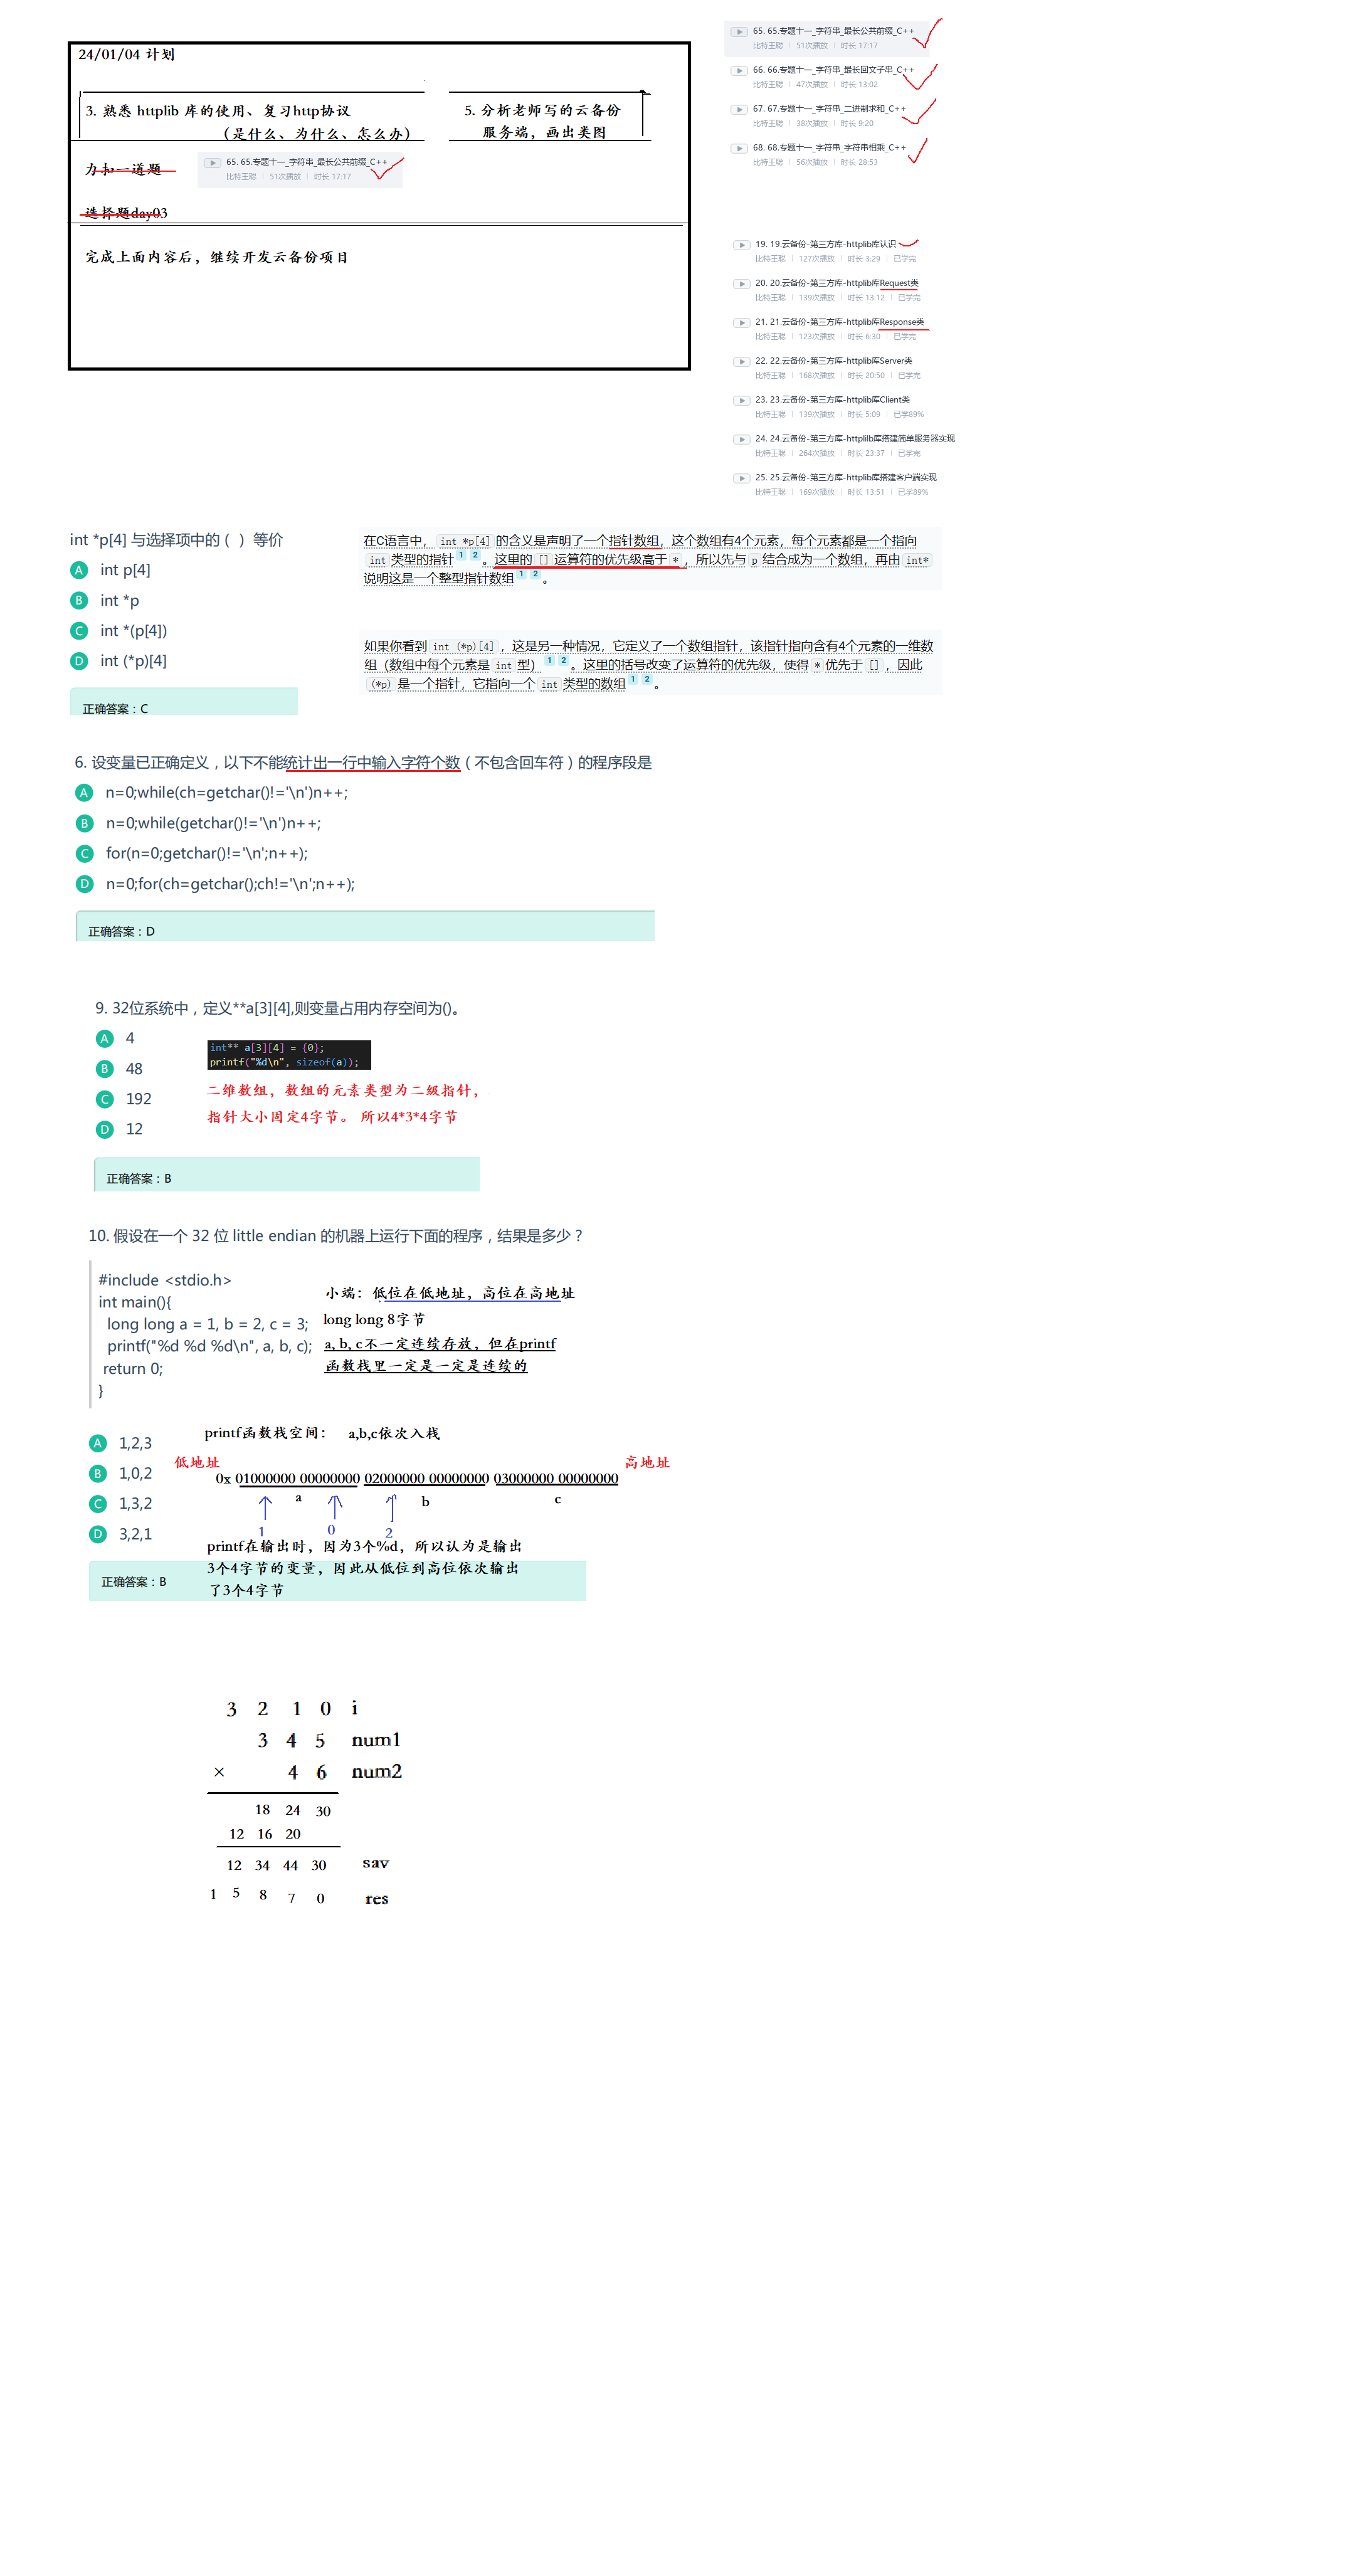 24/01/04 计划
3. 熟悉 httplib 库的使用、复习http协议
（是什么、为什么、怎么办）
5. 分析老师写的云备份
服务端，画出类图
力扣一道题
65. 65.专题十一_字符串_最长公共前缀_C++
比特王聪 | 51次播放 | 时长 17:17
选择题day03
完成上面内容后，继续开发云备份项目
65. 65.专题十一_字符串_最长公共前缀_C++
比特王聪 | 51次播放 | 时长 17:17
66. 66.专题十一_字符串_最长回文子串_C++
比特王聪 | 47次播放 | 时长 13:02
67. 67.专题十一_字符串_二进制求和_C++
比特王聪 | 38次播放 | 时长 9:20
68. 68.专题十一_字符串_字符串相乘_C++
比特王聪 | 56次播放 | 时长 28:53
19. 19.云备份-第三方库-httplib库认识
比特王聪 | 127次播放 | 时长 3:29 | 已学完
20. 20.云备份-第三方库-httplib库Request类
比特王聪 | 139次播放 | 时长 13:12 | 已学完
21. 21.云备份-第三方库-httplib库Response类
比特王聪 | 123次播放 | 时长 6:30 | 已学完
22. 22.云备份-第三方库-httplib库Server类
比特王聪 | 168次播放 | 时长 20:50 | 已学完
23. 23.云备份-第三方库-httplib库Client类
比特王聪 | 139次播放 | 时长 5:09 | 已学89%
24. 24.云备份-第三方库-httplilb库搭建简单服务器实现
比特王聪 | 264次播放 | 时长 23:37 | 已学完
25. 25.云备份-第三方库-httplib库搭建客户端实现
比特王聪 | 169次播放 | 时长 13:51 | 已学89%
int *p[4] 与选择项中的（ ） 等价
A int p[4]
B int *p
C int *(p[4])
D int (*p)[4]
正确答案：C
在C语言中， int *p[4] 的含义是声明了一个指针数组，这个数组有4个元素，每个元素都是一个指向
int 类型的指针 1 2 。这里的 [] 运算符的优先级高于 * ，所以先与 p 结合成为一个数组，再由 int*
说明这是一个整型指针数组 1 2 。
如果你看到 int (*p)[4] ，这是另一种情况，它定义了一个数组指针，该指针指向含有4个元素的一维数
组（数组中每个元素是 int 型） 1 2 。这里的括号改变了运算符的优先级，使得 * 优先于 [] ，因此
(*p) 是一个指针，它指向一个 int 类型的数组 1 2 。
6. 设变量已正确定义，以下不能统计出一行中输入字符个数（不包含回车符）的程序段是
A n=0;while(ch=getchar()!='\n')n++;
B n=0;while(getchar()!='\n')n++;
C for(n=0;getchar()!='\n';n++);
D n=0;for(ch=getchar();ch!='\n';n++);
正确答案：D
9. 32位系统中，定义**a[3][4],则变量占用内存空间为()。
A 4
B 48
C 192
D 12
int** a[3][4] = {0};
printf("%d\n", sizeof(a));
二维数组，数组的元素类型为二级指针，
指针大小固定4字节。 所以4*3*4字节
正确答案：B
10. 假设在一个 32 位 little endian 的机器上运行下面的程序，结果是多少？
#include <stdio.h>
int main(){
long long a = 1, b = 2, c = 3;
printf("%d %d %d\n", a, b, c);
return 0;
}
小端：低位在低地址，高位在高地址
long long 8字节
a, b, c不一定连续存放，但在printf
函数栈里一定是一定是连续的
A 1,2,3
B 1,0,2
C 1,3,2
D 3,2,1
printf函数栈空间： a,b,c依次入栈
低地址 高地址
0x 01000000 00000000 02000000 00000000 03000000 00000000
a b c
1 0 2
printf在输出时，因为3个%d，所以认为是输出
3个4字节的变量，因此从低位到高位依次输出
了3个4字节
正确答案：B
3 2 1 0 i
3 4 5 num1
× 4 6 num2
18 24 30
12 16 20
12 34 44 30 sav
1 5 8 7 0 res